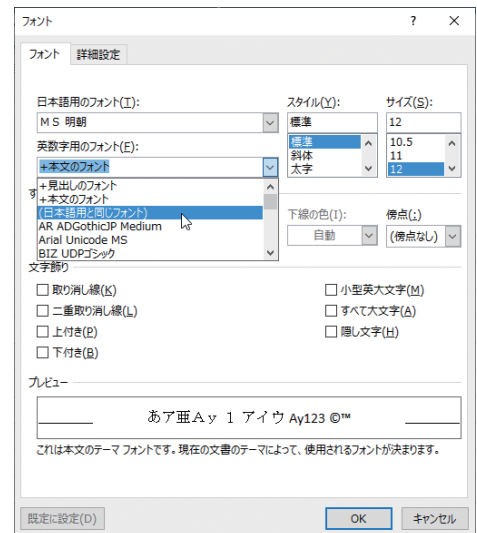 フォント ? ×
フォント 詳細設定
日本語用のフォント(T): スタイル(Y): サイズ(S):
ＭＳ 明朝 標準 12
英数字用のフォント(F): 標準 10.5
+本文のフォント 斜体 11
太字 12
+見出しのフォント
す +本文のフォント
(日本語用と同じフォント) 下線の色(I): 傍点(;)
AR ADGothicJP Medium 自動 (傍点なし)
Arial Unicode MS
BIZ UDPゴシック
文字飾り
取り消し線(K) 小型英大文字(M)
二重取り消し線(L) すべて大文字(A)
上付き(P) 隠し文字(H)
下付き(B)
プレビュー
あア亜Ａｙ １ アイウ Ay123 ©™
これは本文のテーマ フォントです。現在の文書のテーマによって、使用されるフォントが決まります。
既定に設定(D) OK キャンセル